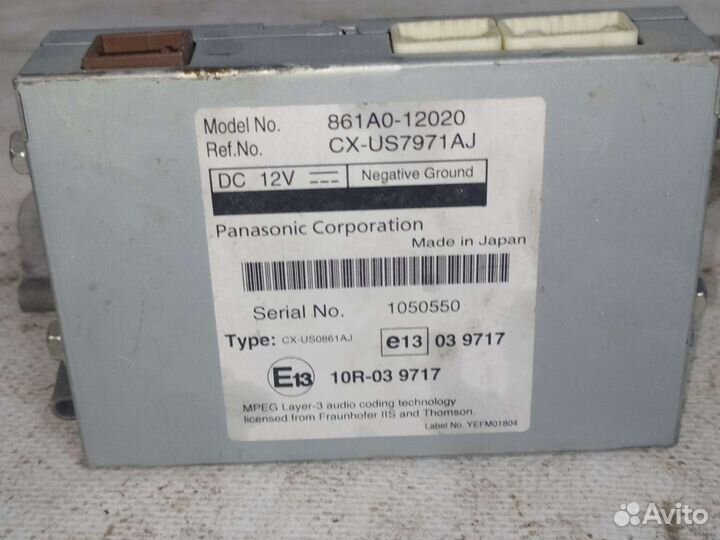 Model No. 861A0-12020
Ref.No. CX-US7971AJ
DC 12V Negative Ground
Panasonic Corporation
Made in Japan
Serial No. 1050550
Type: CX-US0861AJ e13 03 9717
E13 10R-03 9717
MPEG Layer-3 audio coding technology
licensed from Fraunhofer IIS and Thomson.
Label No. YEFM01804
Avito